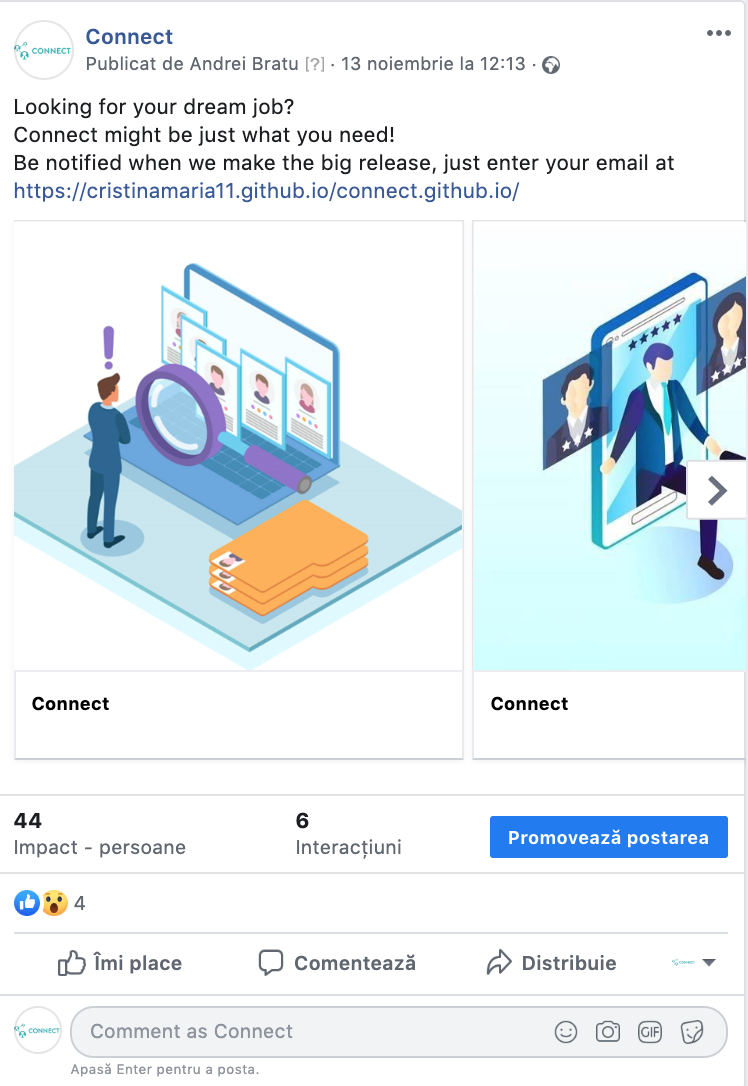 CONNECT
Connect
Publicat de Andrei Bratu [?] · 13 noiembrie la 12:13 ·
Looking for your dream job?
Connect might be just what you need!
Be notified when we make the big release, just enter your email at
https://cristinamaria11.github.io/connect.github.io/
Connect
Connect
44
Impact - persoane
6
Interacțiuni
Promovează postarea
4
Îmi place
Comentează
Distribuie
CONNECT
CONNECT
Comment as Connect
GIF
Apasă Enter pentru a posta.